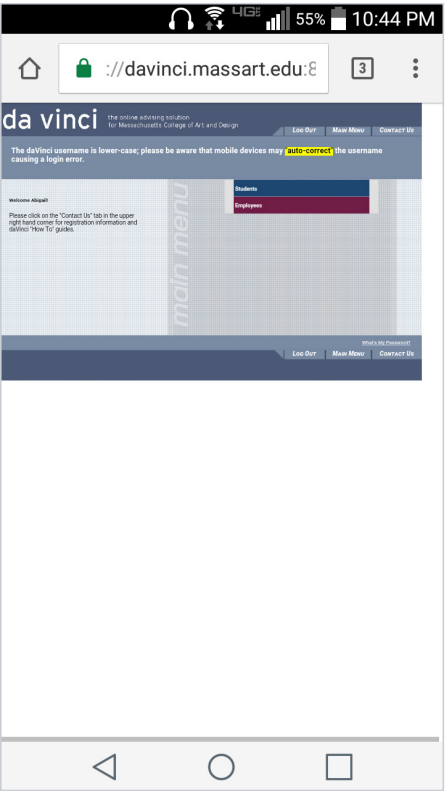 4G 55% 10:44 PM
://davinci.massart.edu:8 3
da vinci the online advising solution
for Massachusetts College of Art and Design
LOG OUT MAIN MENU CONTACT US
The daVinci username is lower-case; please be aware that mobile devices may 'auto-correct' the username
causing a login error.
Welcome Abigail!
Please click on the "Contact Us" tab in the upper
right hand corner for registration information and
daVinci "How To" guides.
main menu
Students
Employees
What's My Password?
LOG OUT MAIN MENU CONTACT US